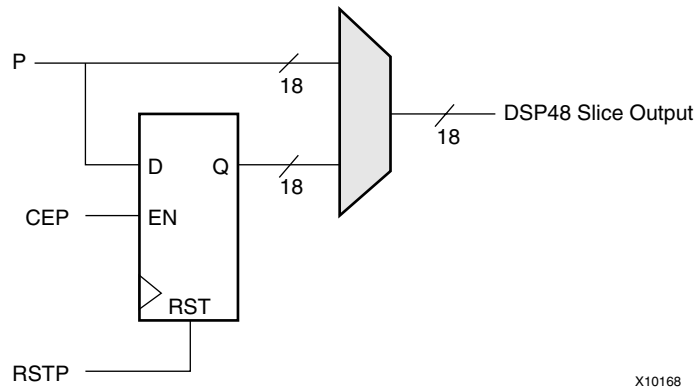 P
18
DSP48 Slice Output
18
D
Q
18
CEP
EN
RST
RSTP
X10168